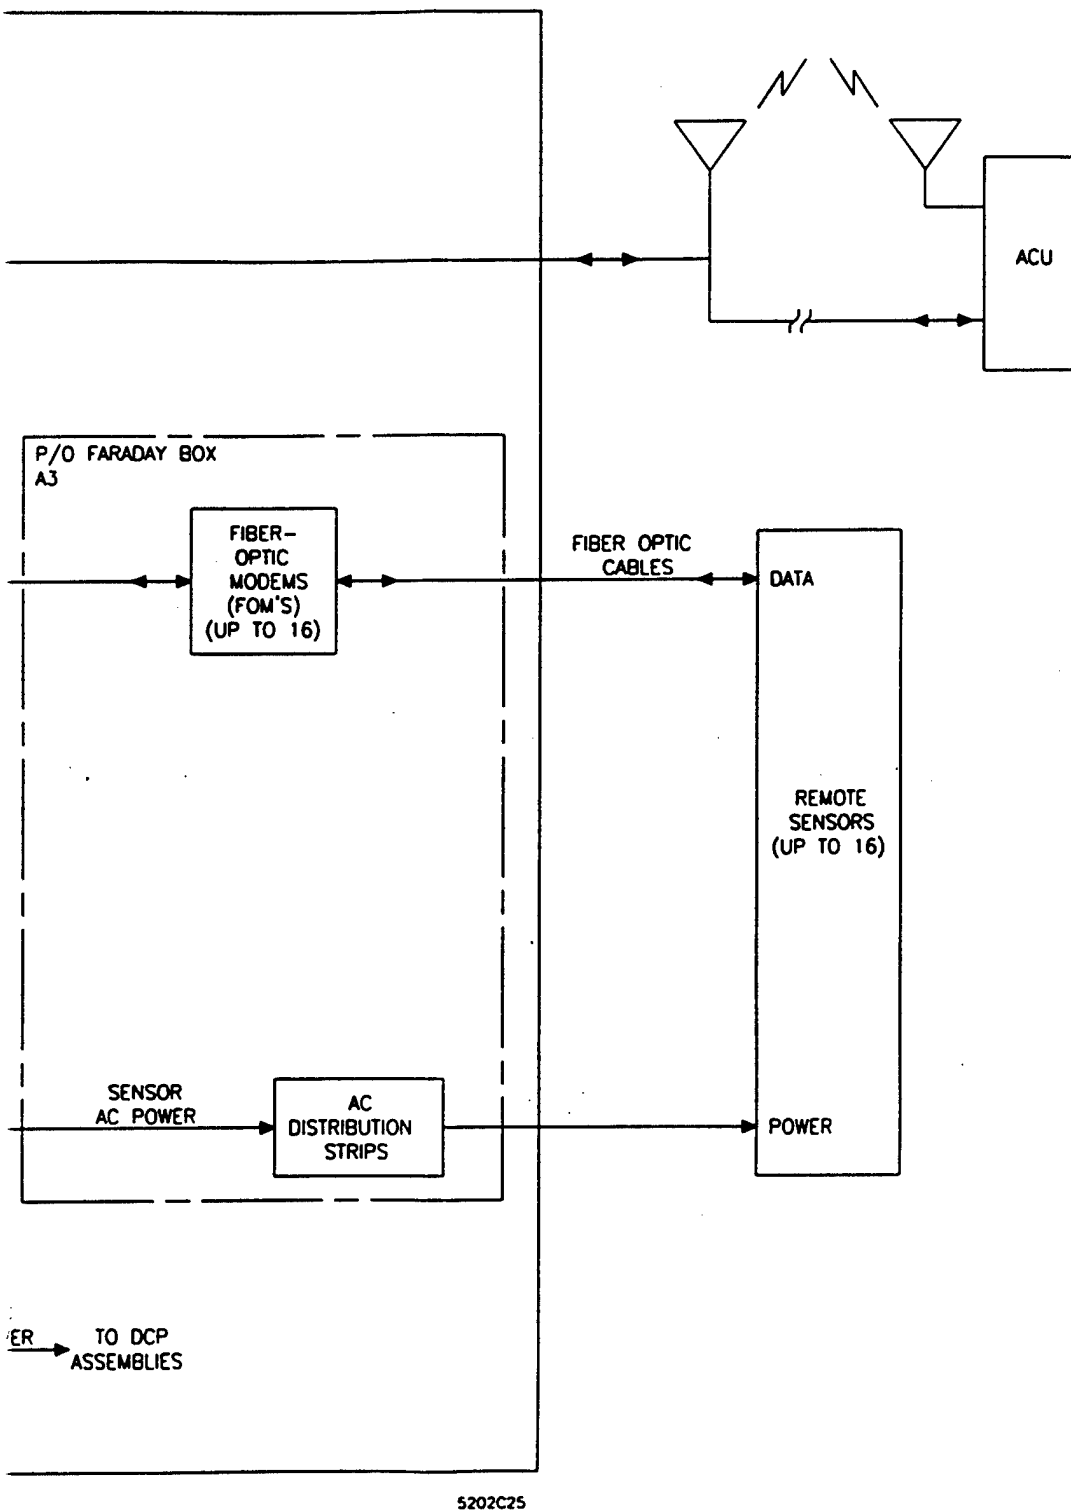 ACU
P/O FARADAY BOX
A3
FIBER-
OPTIC
MODEMS
(FOM'S)
(UP TO 16)
FIBER OPTIC
CABLES
DATA
REMOTE
SENSORS
(UP TO 16)
SENSOR
AC POWER
AC
DISTRIBUTION
STRIPS
POWER
ER
TO DCP
ASSEMBLIES
5202C25